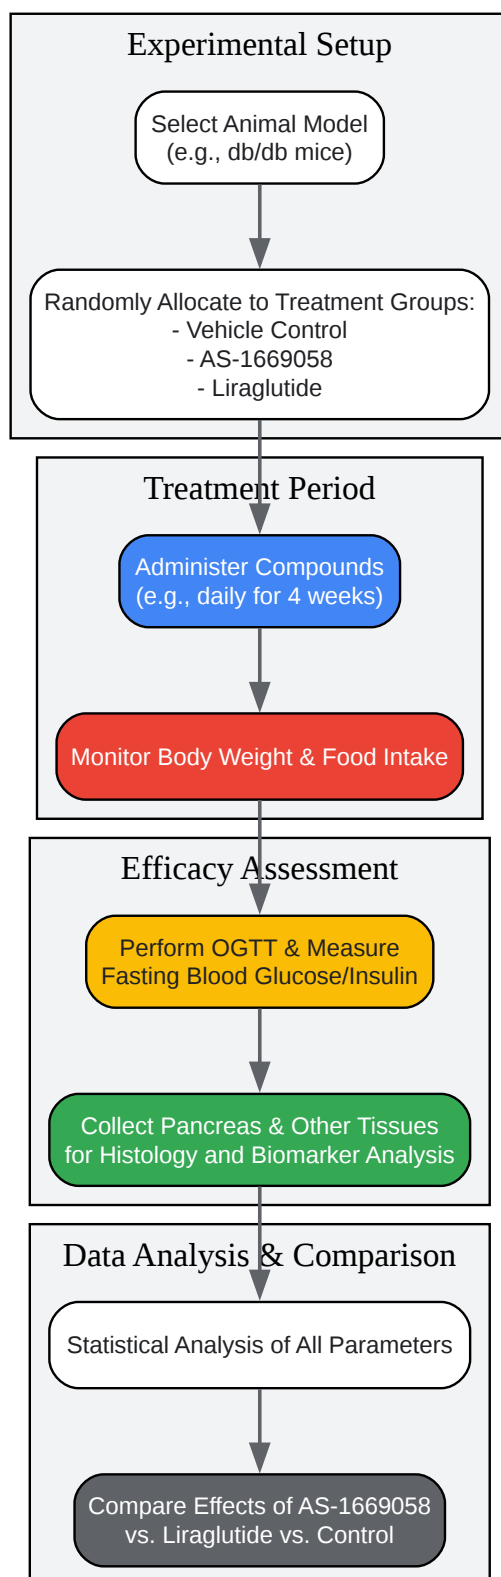 Experimental Setup
Select Animal Model
(e.g., db/db mice)
Randomly Allocate to Treatment Groups:
- Vehicle Control
- AS-1669058
- Liraglutide
Treatment Period
Administer Compounds
(e.g., daily for 4 weeks)
Monitor Body Weight & Food Intake
Efficacy Assessment
Perform OGTT & Measure
Fasting Blood Glucose/Insulin
Collect Pancreas & Other Tissues
for Histology and Biomarker Analysis
Data Analysis & Comparison
Statistical Analysis of All Parameters
Compare Effects of AS-1669058
vs. Liraglutide vs. Control